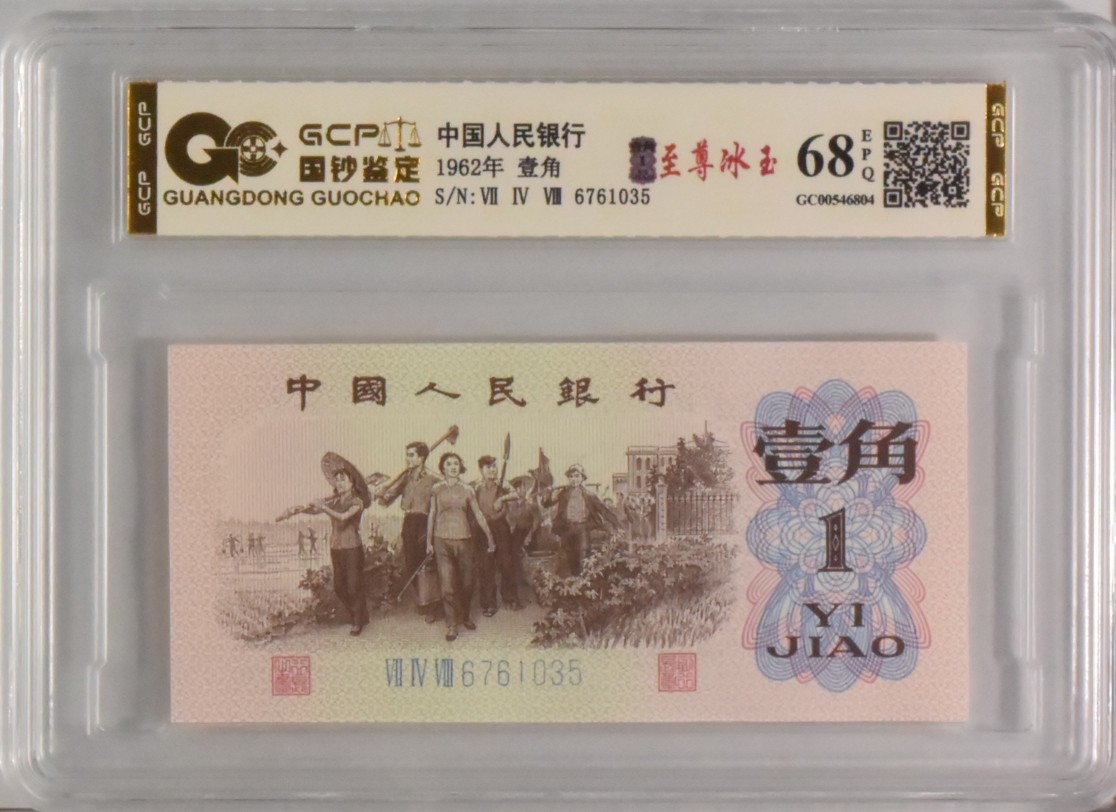 GCP
GCP
GC
GCP
国钞鉴定
GUANGDONG GUOCHAO
中国人民银行
1962年 壹角
S/N: Ⅶ Ⅳ Ⅷ 6761035
至尊冰玉
68
EPQ
GC00546804
GCP
GCP
中國人民銀行
壹角
1
YI
JIAO
Ⅶ Ⅳ Ⅷ 6761035